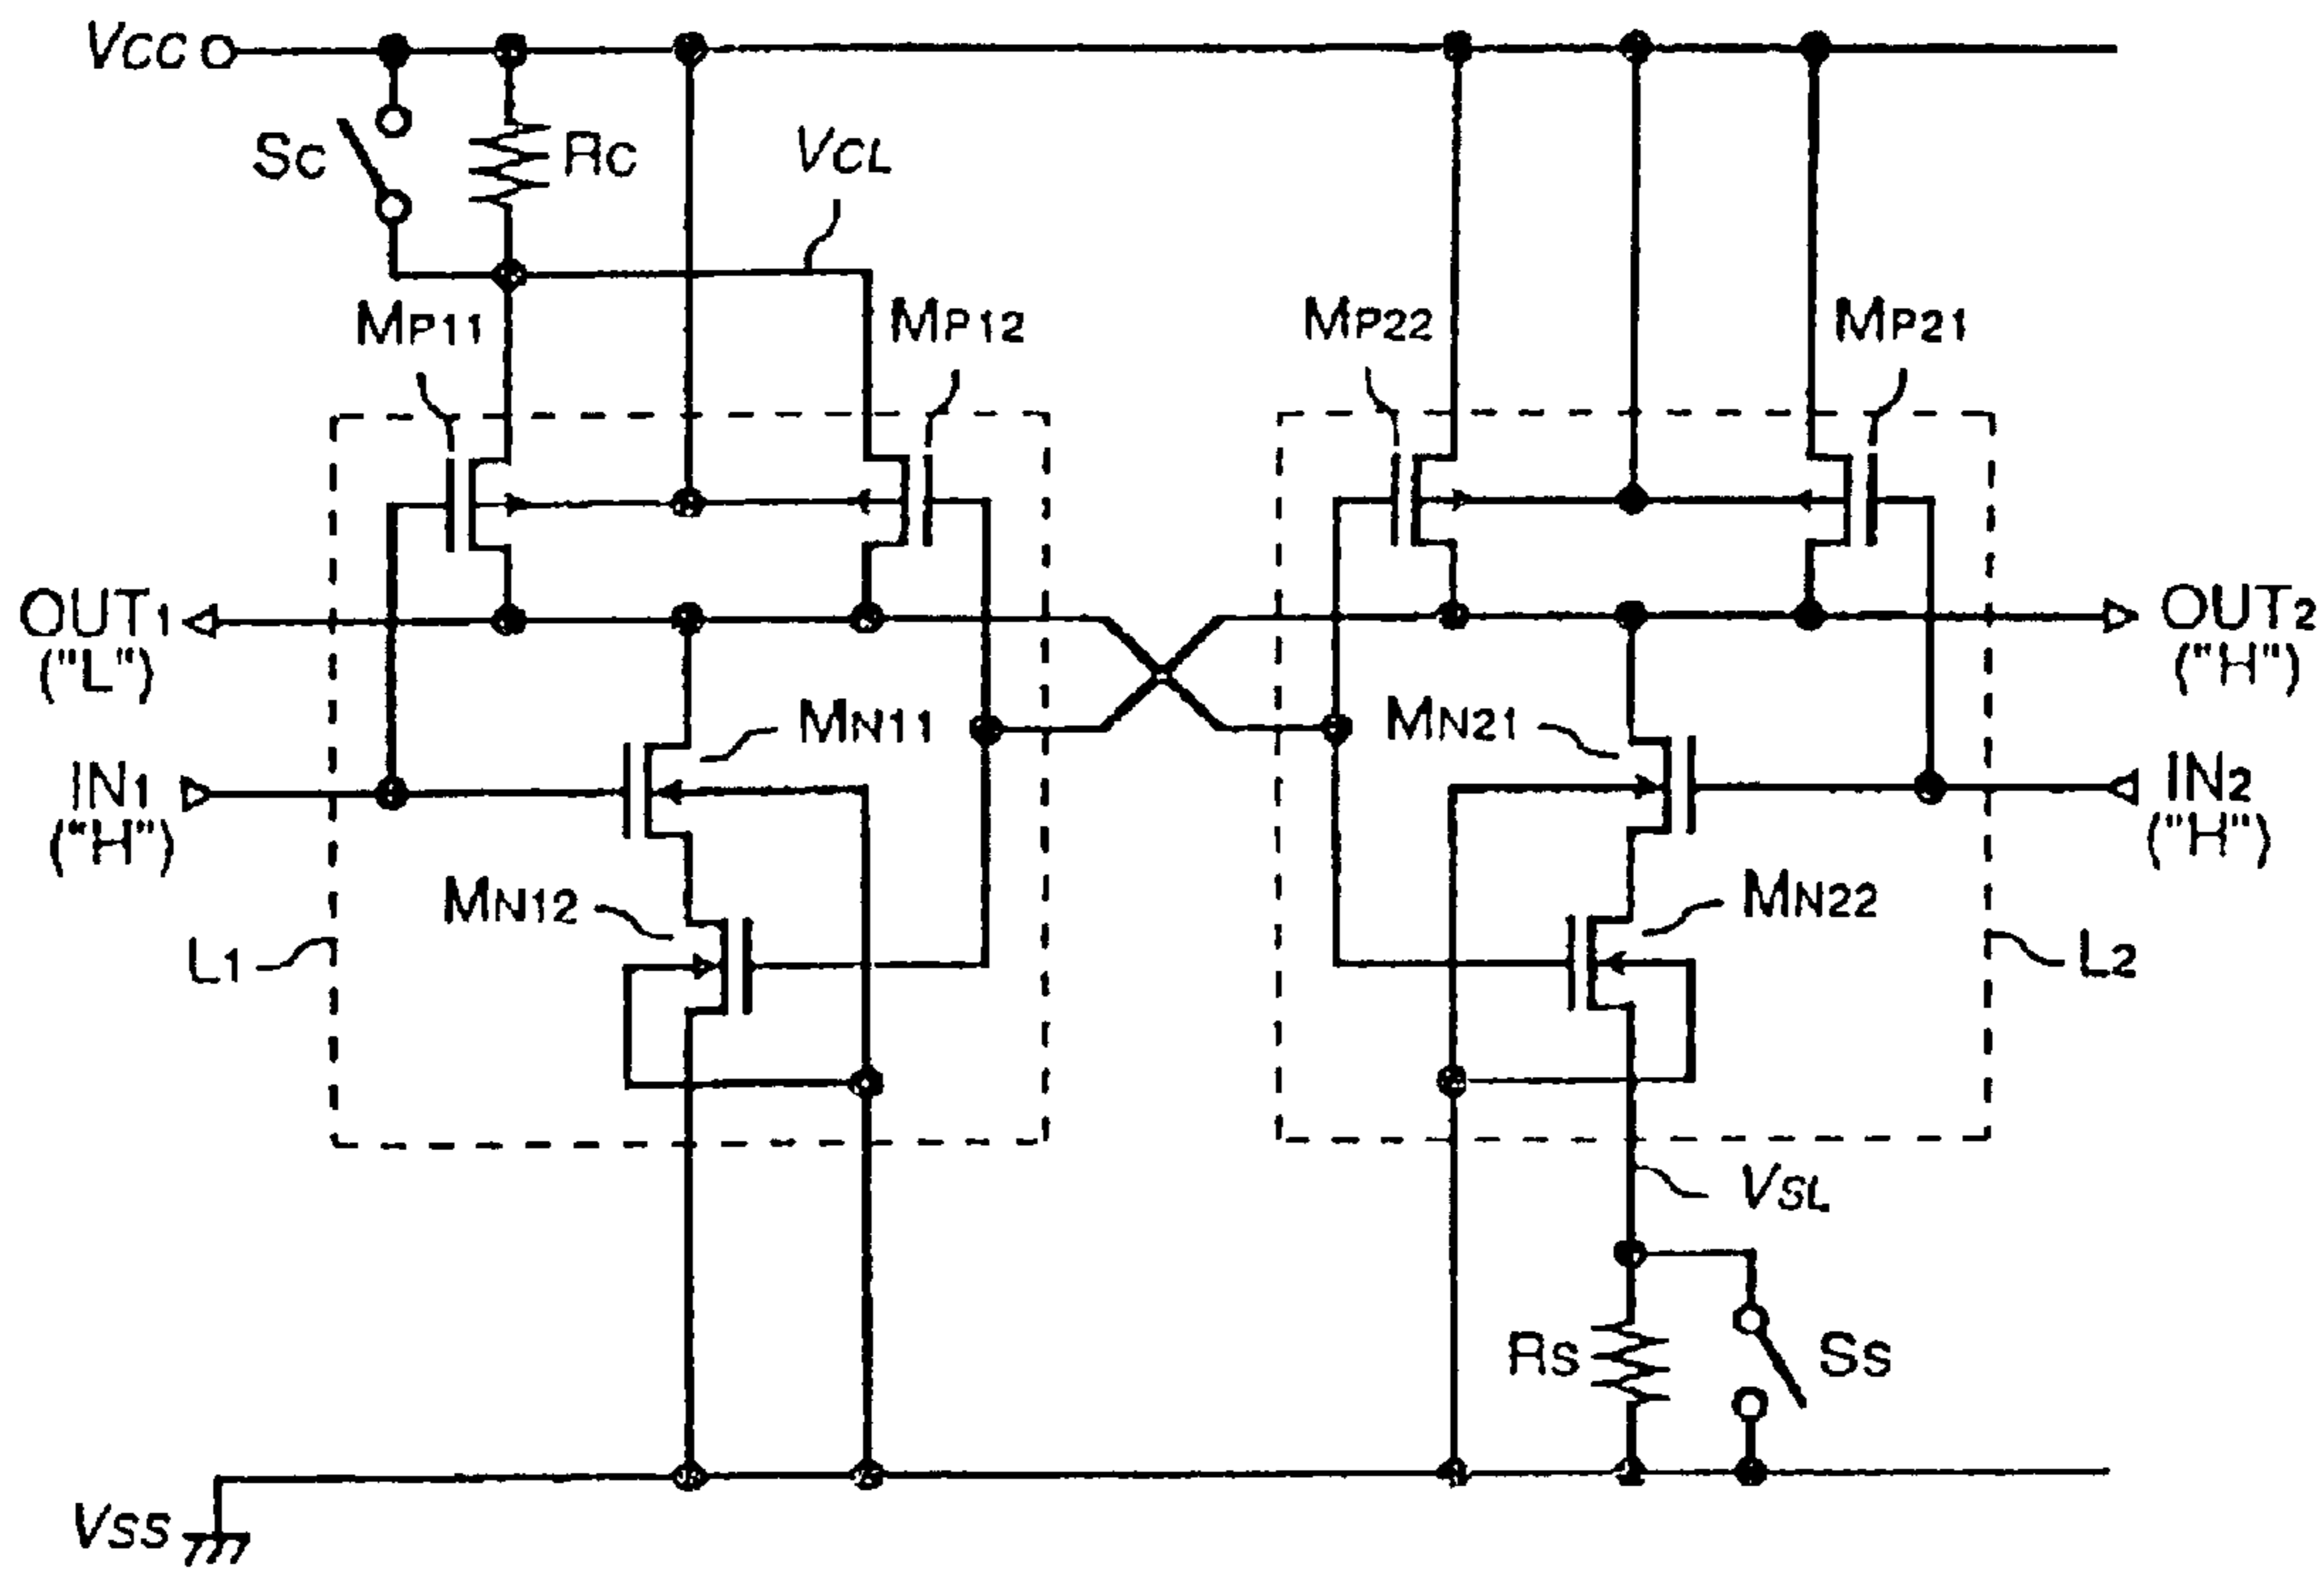 VCC
SC
RC
VCL
MP11
MP12
MP22
MP21
OUT1
("L")
OUT2
("H")
MN11
MN21
IN1
("H")
IN2
("H")
MN12
MN22
L1
L2
VSL
RS
SS
VSS